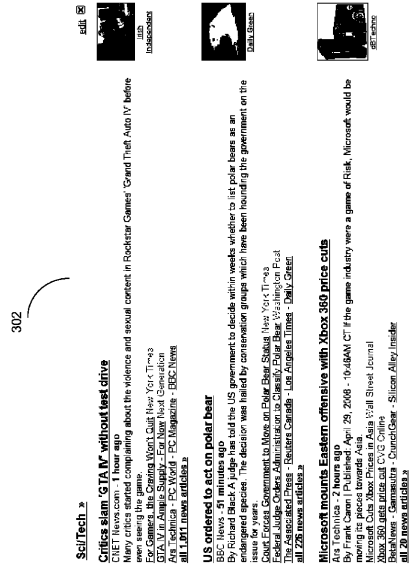 302
Sci/Tech »
edit
Critics slam 'GTA IV' without test drive
CNET News.com - 1 hour ago
Many critics started complaining about the violence and sexual content in Rockstar Games' 'Grand Theft Auto IV' before
even seeing the game.
For Gamers, the Craving Won't Quit New York Times
GTA IV in Ample Supply - For Now Next Generation
Ars Technica - PC World - PC Magazine - BBC News
all 1,011 news articles »
Irish
Independent
US ordered to act on polar bear
BBC News - 51 minutes ago
By Richard Black A judge has told the US government to decide within weeks whether to list polar bears as an
endangered species. The decision was hailed by conservation groups which have been hounding the government on the
issue for years.
Court Forces Government to Move on Polar Bear Status New York Times
Federal Judge Orders Administration to Classify Polar Bear Washington Post
The Associated Press - Reuters Canada - Los Angeles Times - Daily Green
all 726 news articles »
Daily Green
Microsoft mounts Eastern offensive with Xbox 360 price cuts
Ars Technica - 2 hours ago
By Frank Caron | Published: April 29, 2008 - 10:46AM CT If the game industry were a game of Risk, Microsoft would be
moving its pieces towards Asia.
Microsoft Cuts Xbox Prices in Asia Wall Street Journal
Xbox 360 gets price cut CVG Online
BetaNews - Gamasutra - CrunchGear - Silicon Alley Insider
all 20 news articles »
dBTechno